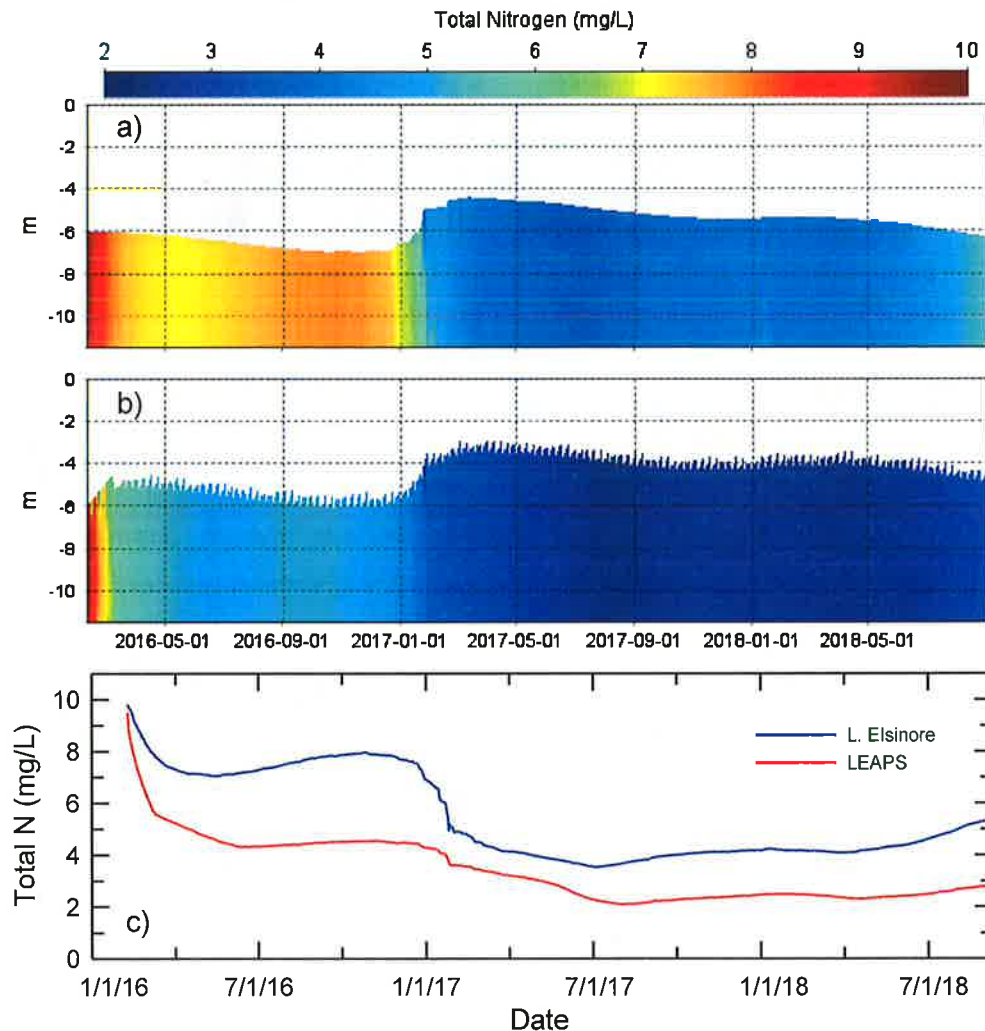 Total Nitrogen (mg/L)
2 3 4 5 6 7 8 9 10
a)
0
-2
-4
-6
-8
-10
m
b)
0
-2
-4
-6
-8
-10
m
2016-05-01 2016-09-01 2017-01-01 2017-05-01 2017-09-01 2018-01-01 2018-05-01
10
8
6
4
2
0
Total N (mg/L)
L. Elsinore
LEAPS
c)
1/1/16 7/1/16 1/1/17 7/1/17 1/1/18 7/1/18
Date